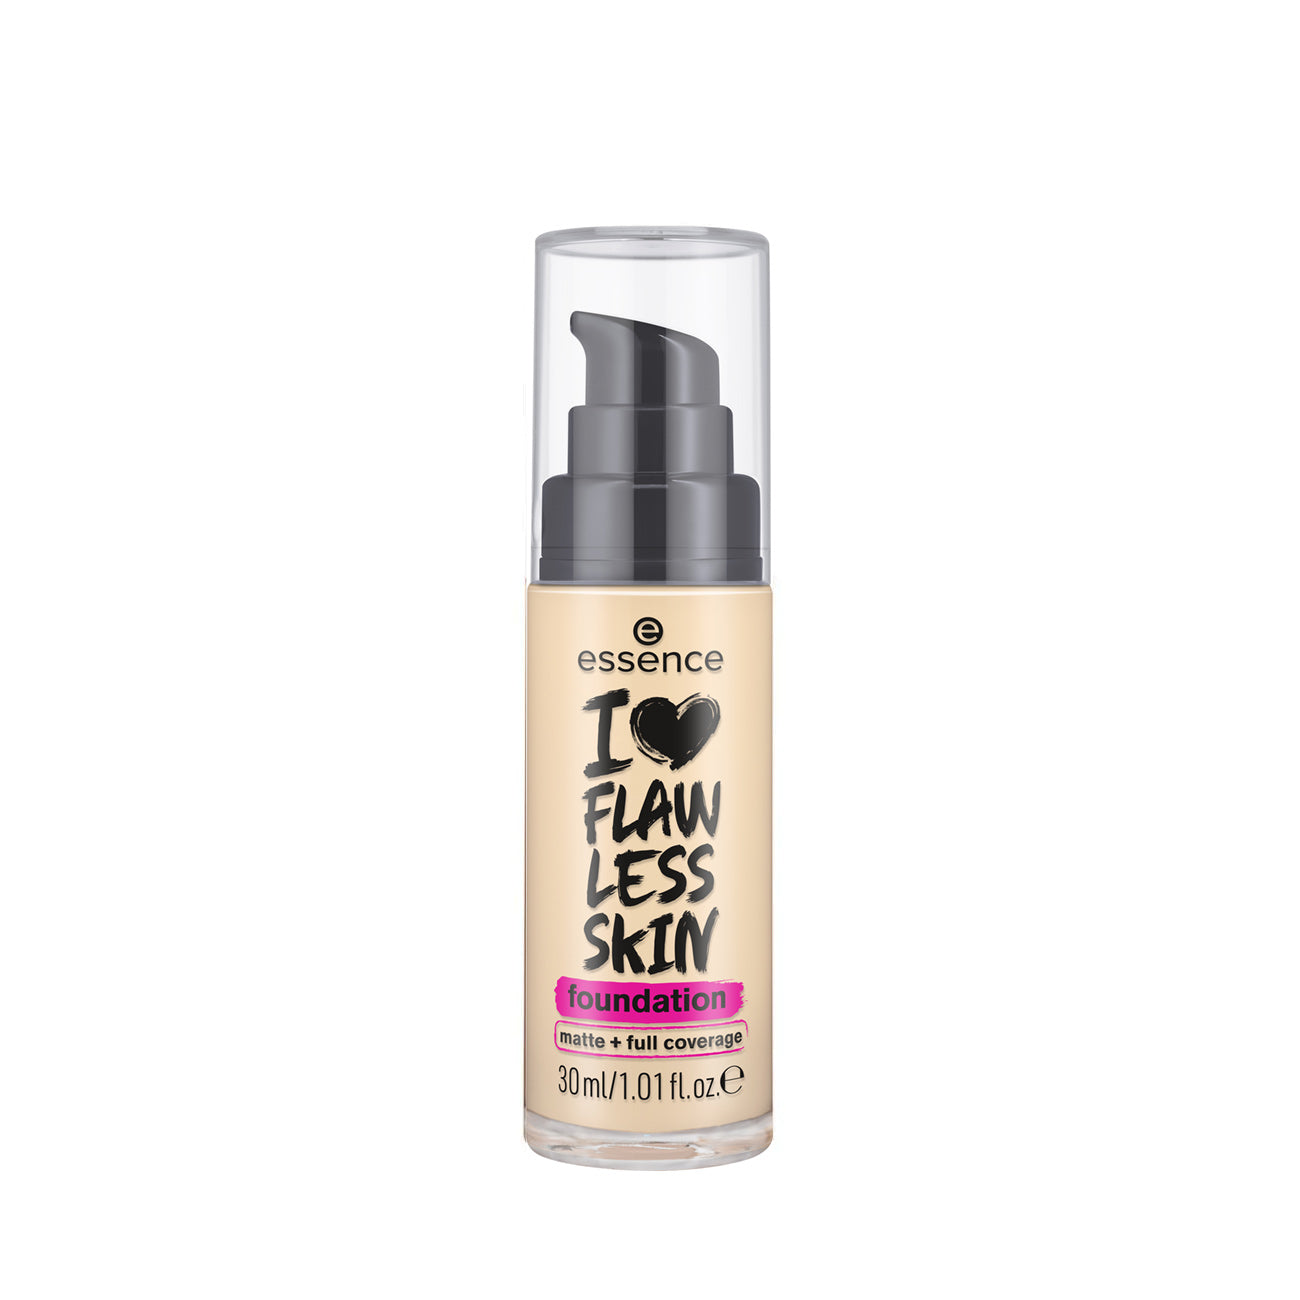 e
essence
I ♥
FLAW
LESS
SKIN
foundation
matte + full coverage
30 ml/1.01 fl. oz. ℮